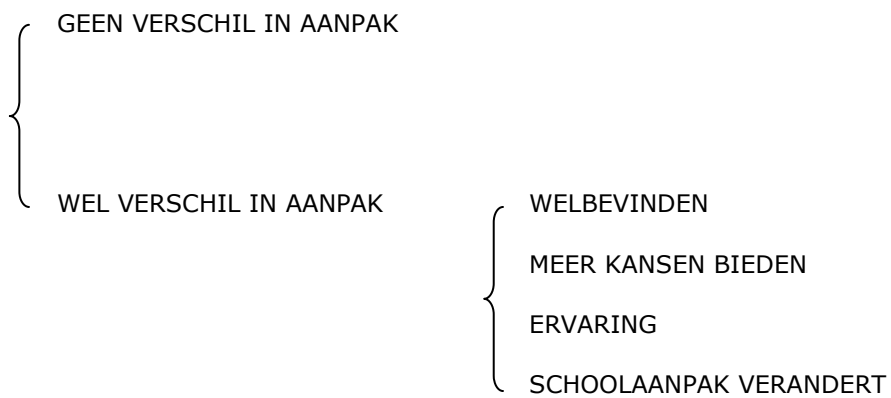 GEEN VERSCHIL IN AANPAK
WEL VERSCHIL IN AANPAK
WELBEVINDEN
MEER KANSEN BIEDEN
ERVARING
SCHOOLAANPAK VERANDERT